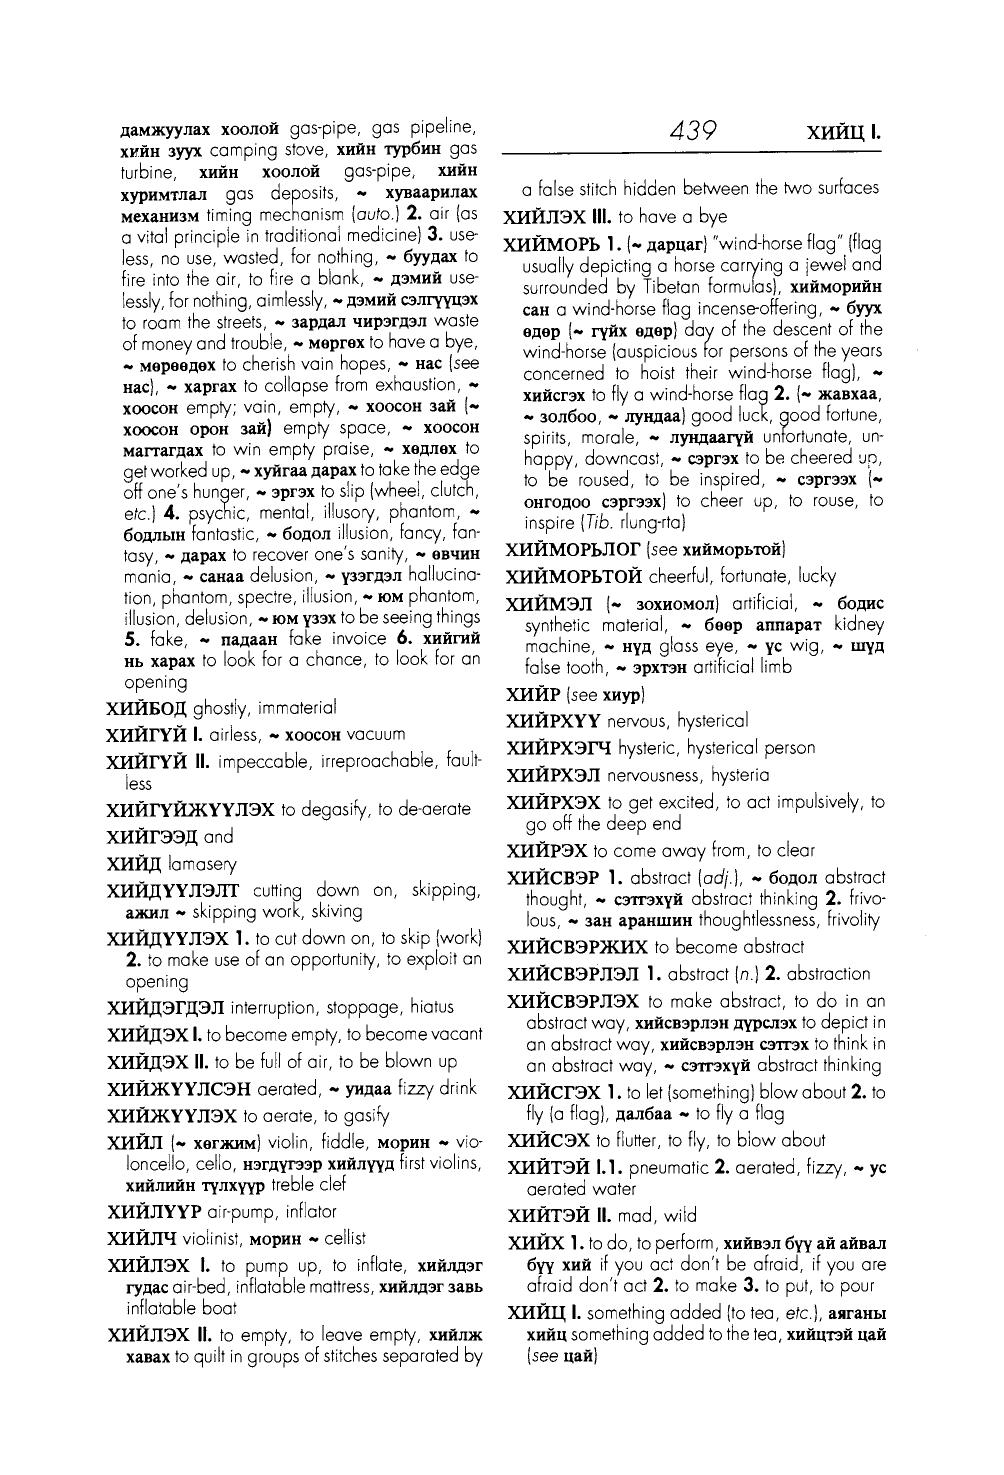 дамжуулах хоолой gas-pipe, gas pipeline,
хийн зуух camping stove, хийн турбин gas
turbine, хийн хоолой gas-pipe, хийн
хуримтлал gas deposits, ~ хуваарилах
механизм timing mechanism (auto.) 2. air (as
a vital principle in traditional medicine) 3. use-
less, no use, wasted, for nothing, ~ буудах to
fire into the air, to fire a blank, ~ дэмий use-
lessly, for nothing, aimlessly, ~ дэмий сэлгүүцэх
to roam the streets, ~ зардал чирэгдэл waste
of money and trouble, ~ мөргөх to have a bye,
~ мөрөөдөх to cherish vain hopes, ~ нас (see
нас), ~ харгах to collapse from exhaustion, ~
хоосон empty; vain, empty, ~ хоосон зай (~
хоосон орон зай) empty space, ~ хоосон
магтагдах to win empty praise, ~ хөдлөх to
get worked up, ~ хуйгаа дарах to take the edge
off one's hunger, ~ эргэх to slip (wheel, clutch,
etc.) 4. psychic, mental, illusory, phantom, ~
бодлын fantastic, ~ бодол illusion, fancy, fan-
tasy, ~ дарах to recover one's sanity, ~ өвчин
mania, ~ санаа delusion, ~ үзэгдэл hallucina-
tion, phantom, spectre, illusion, ~ юм phantom,
illusion, delusion, ~ юм үзэх to be seeing things
5. fake, ~ падаан fake invoice 6. хийгий
нь харах to look for a chance, to look for an
opening
ХИЙБОД ghostly, immaterial
ХИЙГҮЙ I. airless, ~ хоосон vacuum
ХИЙГҮЙ II. impeccable, irreproachable, fault-
less
ХИЙГҮЙЖҮҮЛЭХ to degasify, to de-aerate
ХИЙГЭЭД and
ХИЙД lamasery
ХИЙДҮҮЛЭЛТ cutting down on, skipping,
ажил ~ skipping work, skiving
ХИЙДҮҮЛЭХ 1. to cut down on, to skip (work)
2. to make use of an opportunity, to exploit an
opening
ХИЙДЭГДЭЛ interruption, stoppage, hiatus
ХИЙДЭХ I. to become empty, to become vacant
ХИЙДЭХ II. to be full of air, to be blown up
ХИЙЖҮҮЛСЭН aerated, ~ ундаа fizzy drink
ХИЙЖҮҮЛЭХ to aerate, to gasify
ХИЙЛ (~ хөгжим) violin, fiddle, морин ~ vio-
loncello, cello, нэгдүгээр хийлүүд first violins,
хийлийн түлхүүр treble clef
ХИЙЛҮҮР air-pump, inflator
ХИЙЛЧ violinist, морин ~ cellist
ХИЙЛЭХ I. to pump up, to inflate, хийлдэг
гудас air-bed, inflatable mattress, хийлдэг завь
inflatable boat
ХИЙЛЭХ II. to empty, to leave empty, хийлж
хавах to quilt in groups of stitches separated by
439 ХИЙЦ I.
a false stitch hidden between the two surfaces
ХИЙЛЭХ III. to have a bye
ХИЙМОРЬ 1. (~ дарцаг) "wind-horse flag" (flag
usually depicting a horse carrying a jewel and
surrounded by Tibetan formulas), хийморийн
сан a wind-horse flag incense-offering, ~ буух
өдөр (~ гүйх өдөр) day of the descent of the
wind-horse (auspicious for persons of the years
concerned to hoist their wind-horse flag), ~
хийсгэх to fly a wind-horse flag 2. (~ жавхаа,
~ золбоо, ~ лундаа) good luck, good fortune,
spirits, morale, ~ лундаагүй unfortunate, un-
happy, downcast, ~ сэргэх to be cheered up,
to be roused, to be inspired, ~ сэргээх (~
онгодоо сэргээх) to cheer up, to rouse, to
inspire (Tib. rlung-rta)
ХИЙМОРЬЛОГ (see хийморьтой)
ХИЙМОРЬТОЙ cheerful, fortunate, lucky
ХИЙМЭЛ (~ зохиомол) artificial, ~ бодис
synthetic material, ~ бөөр аппарат kidney
machine, ~ нүд glass eye, ~ үс wig, ~ шүд
false tooth, ~ эрхтэн artificial limb
ХИЙР (see хиур)
ХИЙРХҮҮ nervous, hysterical
ХИЙРХЭГЧ hysteric, hysterical person
ХИЙРХЭЛ nervousness, hysteria
ХИЙРХЭХ to get excited, to act impulsively, to
go off the deep end
ХИЙРЭХ to come away from, to clear
ХИЙСВЭР 1. abstract (adj.), ~ бодол abstract
thought, ~ сэтгэхүй abstract thinking 2. frivo-
lous, ~ зан араншин thoughtlessness, frivolity
ХИЙСВЭРЖИХ to become abstract
ХИЙСВЭРЛЭЛ 1. abstract (n.) 2. abstraction
ХИЙСВЭРЛЭХ to make abstract, to do in an
abstract way, хийсвэрлэн дүрслэх to depict in
an abstract way, хийсвэрлэн сэтгэх to think in
an abstract way, ~ сэтгэхүй abstract thinking
ХИЙСГЭХ 1. to let (something) blow about 2. to
fly (a flag), далбаа ~ to fly a flag
ХИЙСЭХ to flutter, to fly, to blow about
ХИЙТЭЙ I.1. pneumatic 2. aerated, fizzy, ~ ус
aerated water
ХИЙТЭЙ II. mad, wild
ХИЙХ 1. to do, to perform, хийвэл бүү ай айвал
бүү хий if you act don't be afraid, if you are
afraid don't act 2. to make 3. to put, to pour
ХИЙЦ I. something added (to tea, etc.), аяганы
хийц something added to the tea, хийцтэй цай
(see цай)